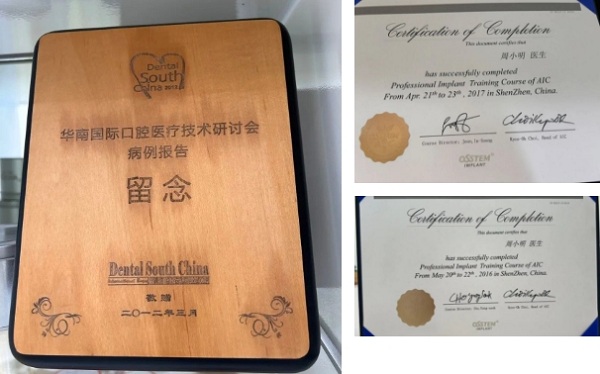 Dental
South
China 2012
华南国际口腔医疗技术研讨会
病例报告
留念
Dental South China
敬赠
二〇一二年三月
Certification of Completion
This document certifies that
周小明 医生
has successfully completed
Professional Implant Training Course of AIC
From Apr. 21th to 23th, 2017 in ShenZhen, China.
OSSTEM
IMPLANT
Certification of Completion
This document certifies that
周小明 医生
has successfully completed
Professional Implant Training Course of AIC
From May 20th to 22th, 2016 in ShenZhen, China.
OSSTEM
IMPLANT